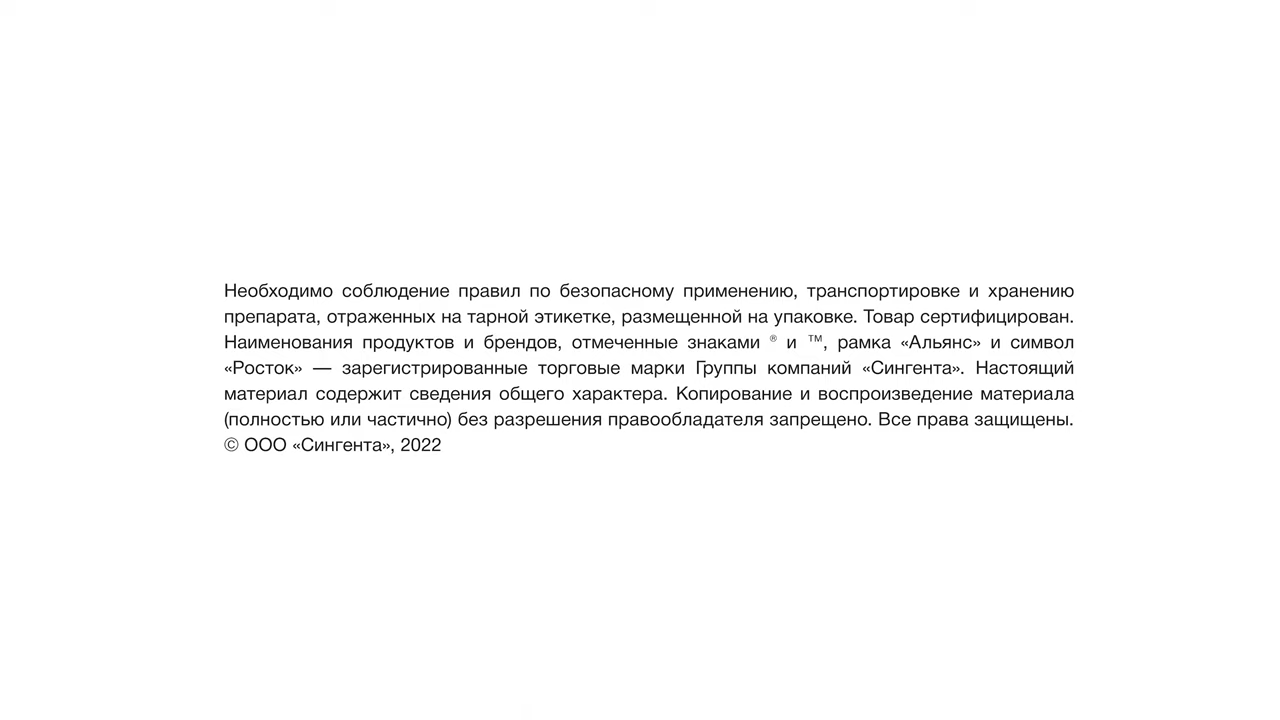 Необходимо соблюдение правил по безопасному применению, транспортировке и хранению
препарата, отраженных на тарной этикетке, размещенной на упаковке. Товар сертифицирован.
Наименования продуктов и брендов, отмеченные знаками ® и ™, рамка «Альянс» и символ
«Росток» — зарегистрированные торговые марки Группы компаний «Сингента». Настоящий
материал содержит сведения общего характера. Копирование и воспроизведение материала
(полностью или частично) без разрешения правообладателя запрещено. Все права защищены.
© ООО «Сингента», 2022